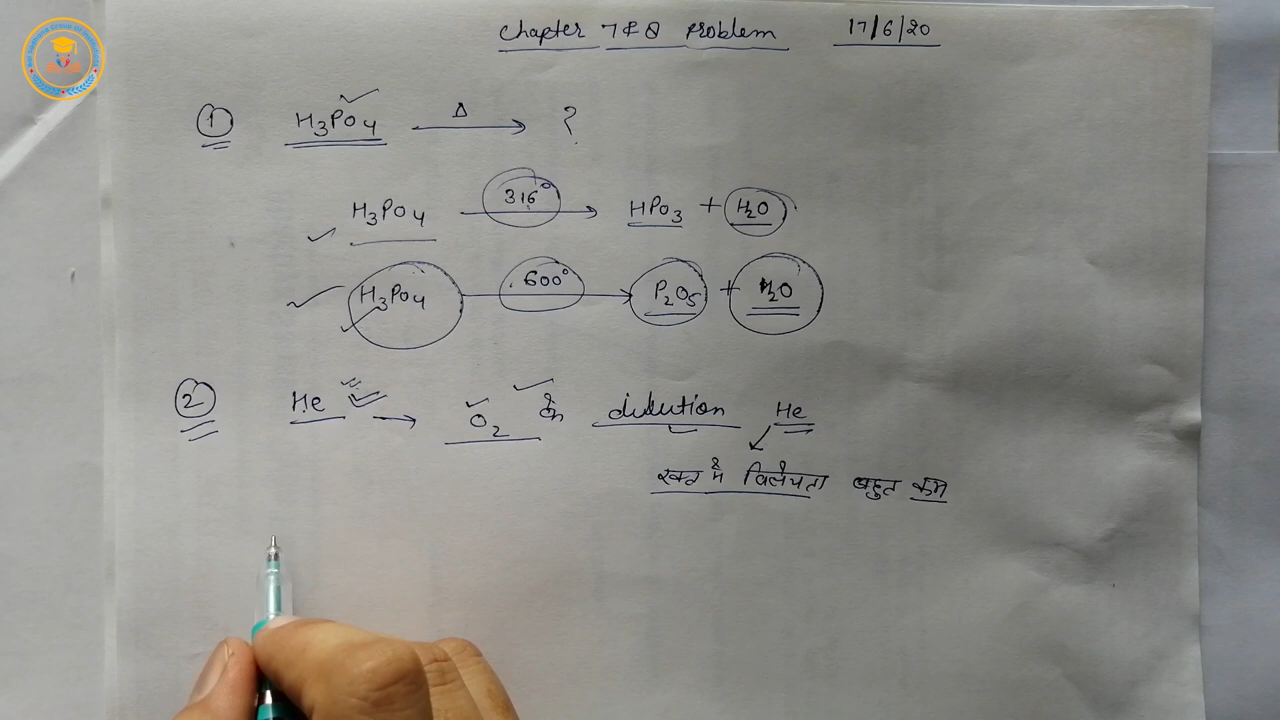 Chapter 7 & 8 Problem 17/6/20
① H₃PO₄ —Δ→ ?
H₃PO₄ —316°→ HPO₃ + H₂O
H₃PO₄ —600°→ P₂O₅ + H₂O
② He → O₂ के dilution He
रक्त में विलेयता बहुत कम